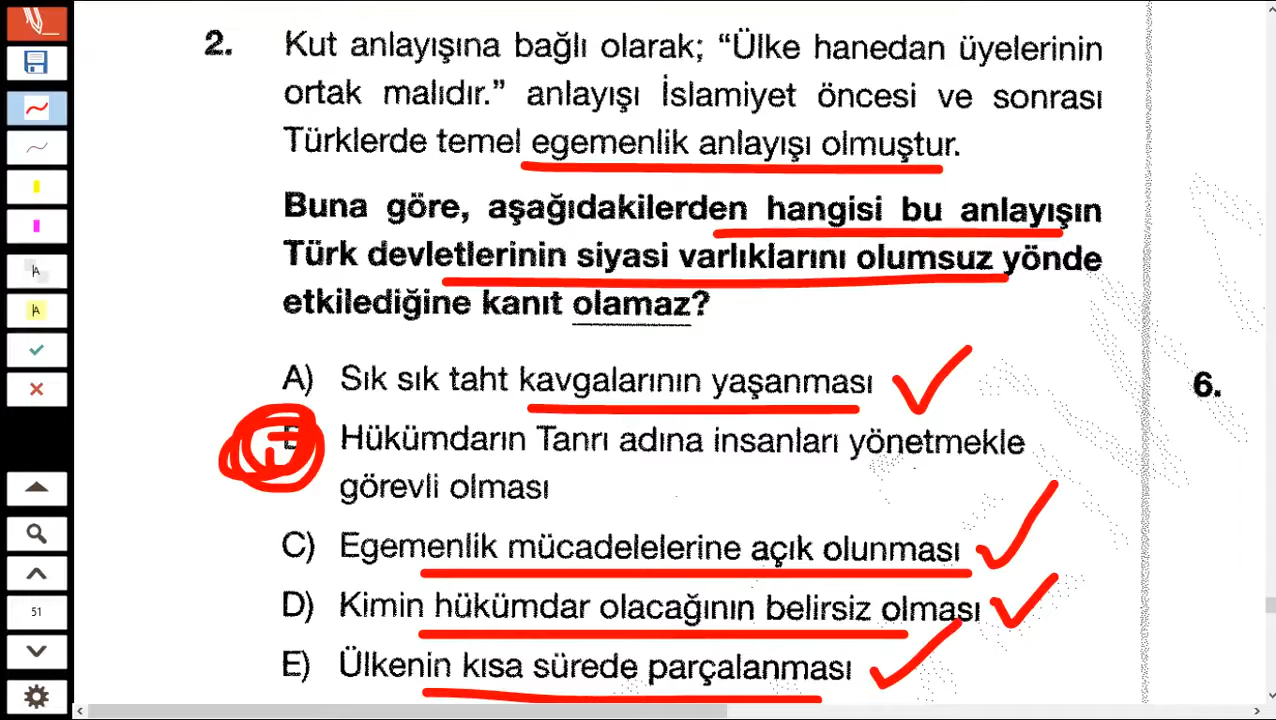 2. Kut anlayışına bağlı olarak; “Ülke hanedan üyelerinin
ortak malıdır.” anlayışı İslamiyet öncesi ve sonrası
Türklerde temel egemenlik anlayışı olmuştur.
Buna göre, aşağıdakilerden hangisi bu anlayışın
Türk devletlerinin siyasi varlıklarını olumsuz yönde
etkilediğine kanıt olamaz?
A) Sık sık taht kavgalarının yaşanması
Hükümdarın Tanrı adına insanları yönetmekle
görevli olması
C) Egemenlik mücadelelerine açık olunması
D) Kimin hükümdar olacağının belirsiz olması
E) Ülkenin kısa sürede parçalanması
6.
A
A
51